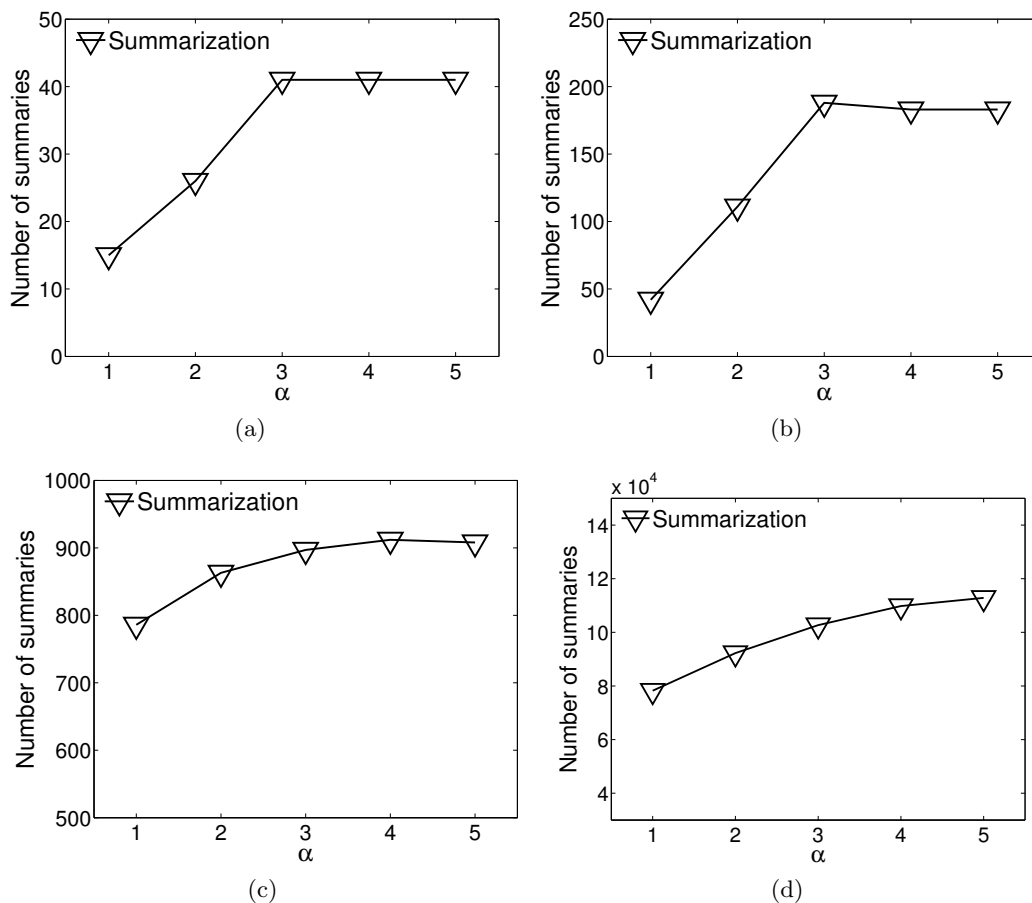 50
40
30
20
10
0
Summarization
Number of summaries
1 2 3 4 5
α
(a)
250
200
150
100
50
0
Summarization
Number of summaries
1 2 3 4 5
α
(b)
1000
900
800
700
600
500
Summarization
Number of summaries
1 2 3 4 5
α
(c)
x 10^4
14
12
10
8
6
4
Summarization
Number of summaries
1 2 3 4 5
α
(d)